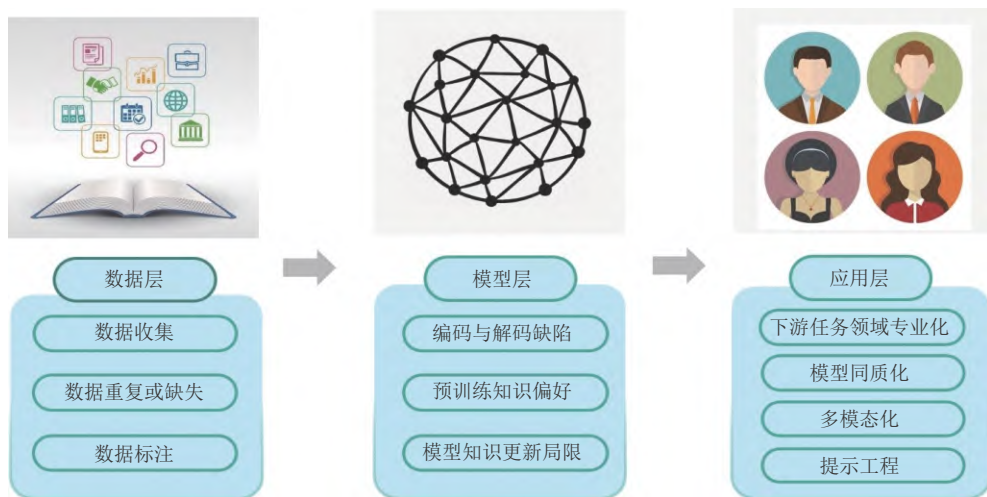 数据层
数据收集
数据重复或缺失
数据标注
模型层
编码与解码缺陷
预训练知识偏好
模型知识更新局限
应用层
下游任务领域专业化
模型同质化
多模态化
提示工程